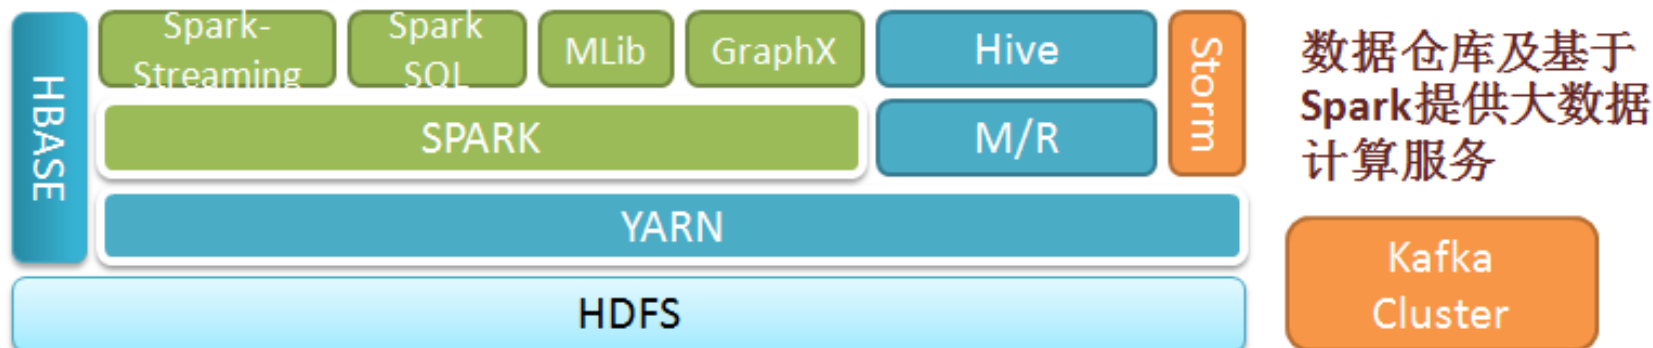 HBASE
Spark-
Streaming
Spark
SQL
MLib
GraphX
Hive
Storm
SPARK
M/R
YARN
HDFS
数据仓库及基于
Spark提供大数据
计算服务
Kafka
Cluster